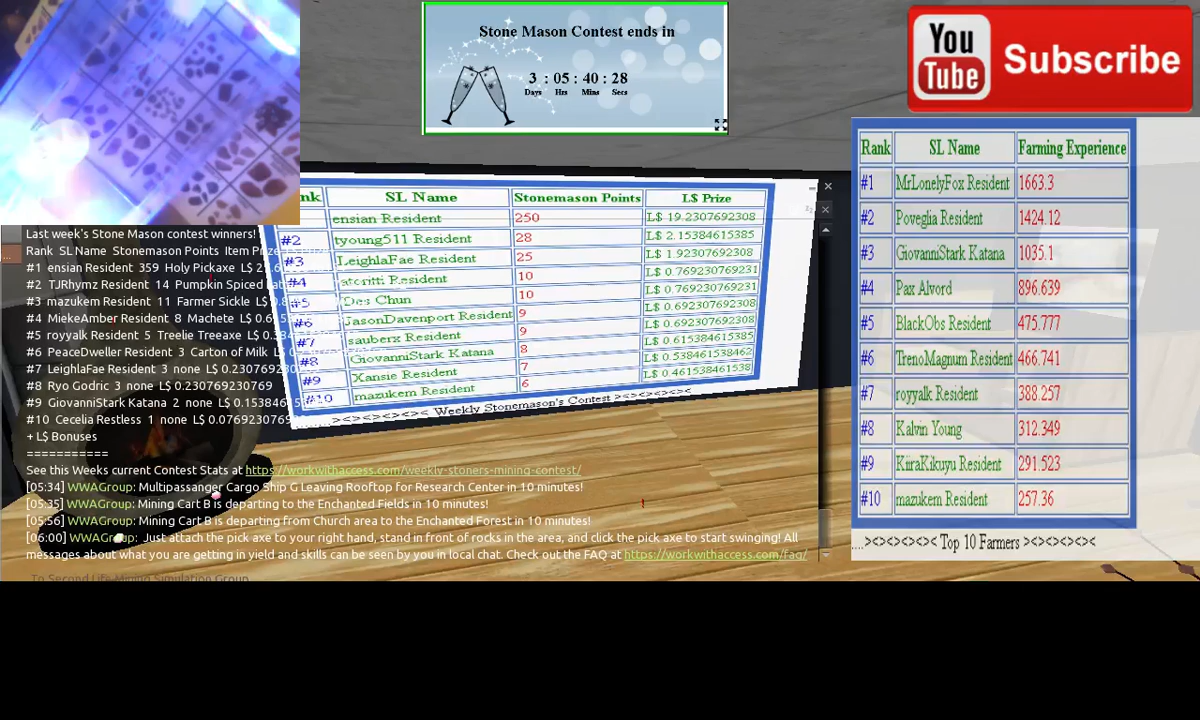 Stone Mason Contest ends in
3 : 05 : 40 : 28
Days Hrs Mins Secs
You Tube Subscribe
SL Name Stonemason Points L$ Prize
ensian Resident 250 L$ 19.2307692308
#2 tyoung511 Resident 28 L$ 2.15384615385
#3 LeighlaFae Resident 25 L$ 1.92307692308
#4 Resident 10 L$ 0.769230769231
#5 Des Chun 10 L$ 0.769230769231
#6 JasonDavenport Resident 9 L$ 0.692307692308
#7 sauberx Resident 9 L$ 0.692307692308
#8 GiovanniStark Katana 8 L$ 0.615384615385
#9 Xansie Resident 7 L$ 0.538461538462
#10 mazukem Resident 6 L$ 0.461538461538
><><><><>< Weekly Stonemason's Contest ><><><><><
Rank SL Name Farming Experience
#1 MrLonelyFox Resident 1663.3
#2 Poveglia Resident 1424.12
#3 GiovanniStark Katana 1035.1
#4 Pax Alvord 896.639
#5 BlackObs Resident 475.777
#6 TrenoMagnum Resident 466.741
#7 royyalk Resident 388.257
#8 Kalvin Young 312.349
#9 KiiraKikuyu Resident 291.523
#10 mazukem Resident 257.36
....><><><><>< Top 10 Farmers ><><><><><
Last week's Stone Mason contest winners!
Rank SL Name Stonemason Points Item
#1 ensian Resident 359 Holy Pickaxe
#2 TJRhymz Resident 14 Pumpkin Spiced
#3 mazukem Resident 11 Farmer Sickle
#4 MiekeAmber Resident 8 Machete
#5 royyalk Resident 5 Treelie Treeaxe
#6 PeaceDweller Resident 3 Carton of Milk
#7 LeighlaFae Resident 3 none
#8 Ryo Godric 3 none L$ 0.230769230769
#9 GiovanniStark Katana 2 none
#10 Cecelia Restless 1 none
+ L$ Bonuses
===========
See this Weeks current Contest Stats at https://workwithaccess.com/weekly-stoners-mining-contest/
[05:34] WWAGroup: Multipassanger Cargo Ship G Leaving Rooftop for Research Center in 10 minutes!
[05:35] WWAGroup: Mining Cart B is departing to the Enchanted Fields in 10 minutes!
[05:56] WWAGroup: Mining Cart B is departing from Church area to the Enchanted Forest in 10 minutes!
[06:00] WWAGroup: Just attach the pick axe to your right hand, stand in front of rocks in the area, and click the pick axe to start swinging! All
messages about what you are getting in yield and skills can be seen by you in local chat. Check out the FAQ at https://workwithaccess.com/faq/
To Second Life Mining Simulation Group